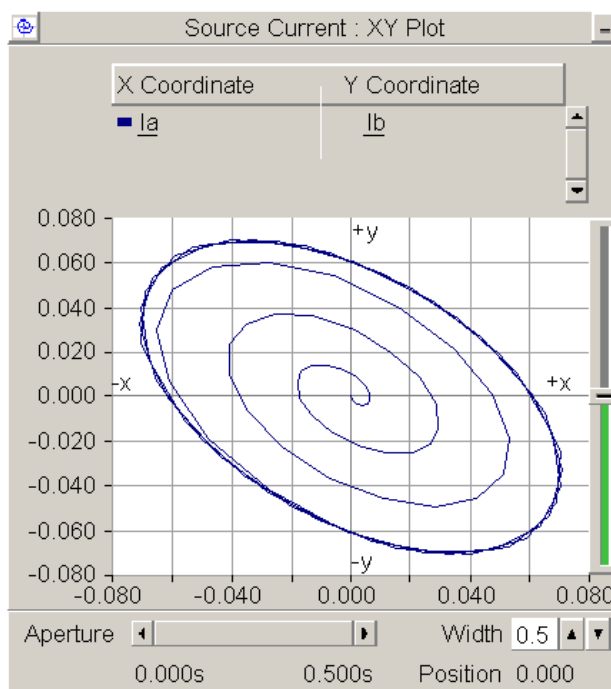 Source Current : XY Plot
X Coordinate Y Coordinate
Ia Ib
0.080
+y
0.060
0.040
0.020
0.000 -x +x
-0.020
-0.040
-0.060
-y
-0.080
-0.080 -0.040 0.000 0.040 0.080
Aperture Width 0.5
0.000s 0.500s Position 0.000